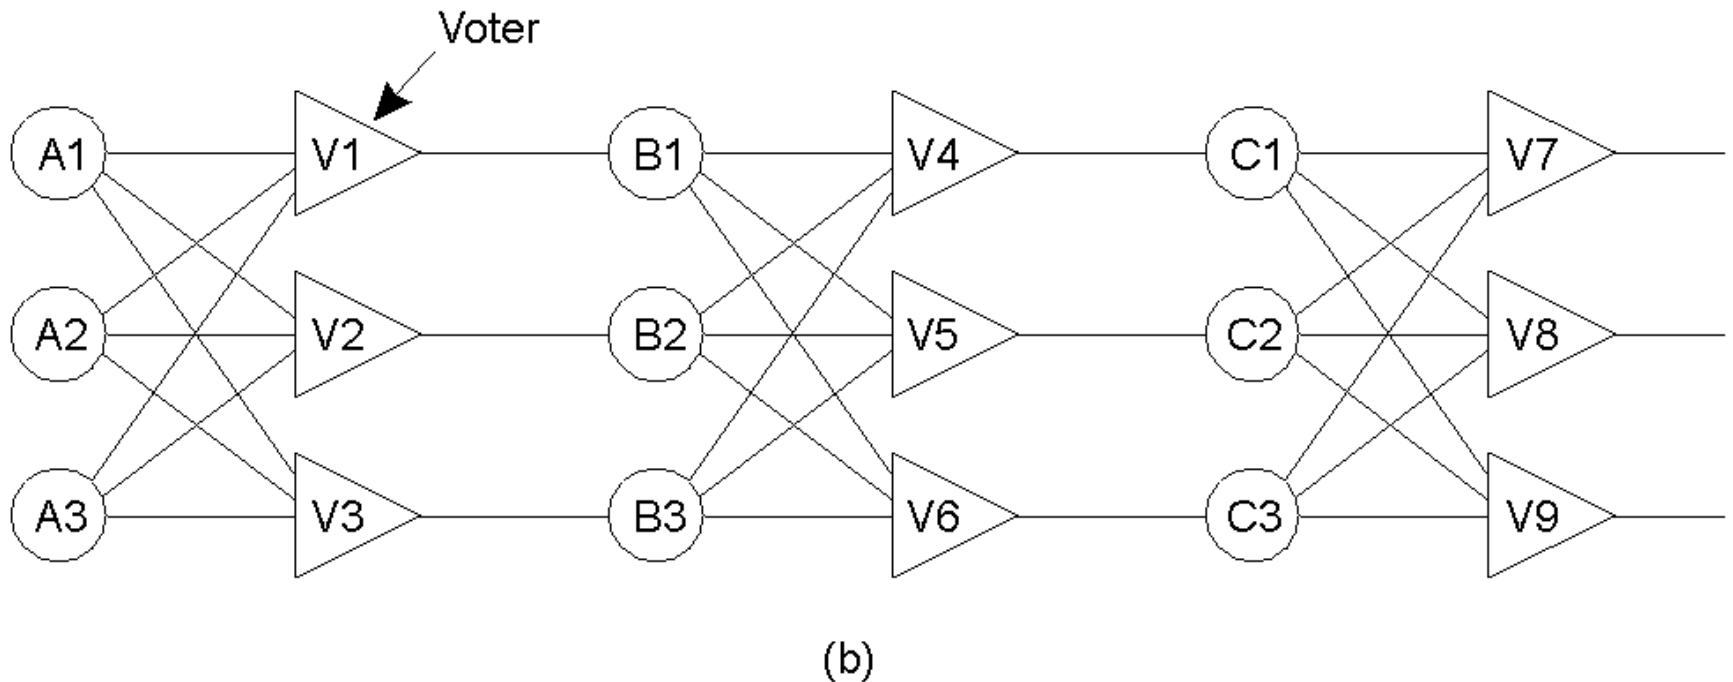 Voter
A1 V1 B1 V4 C1 V7
A2 V2 B2 V5 C2 V8
A3 V3 B3 V6 C3 V9
(b)